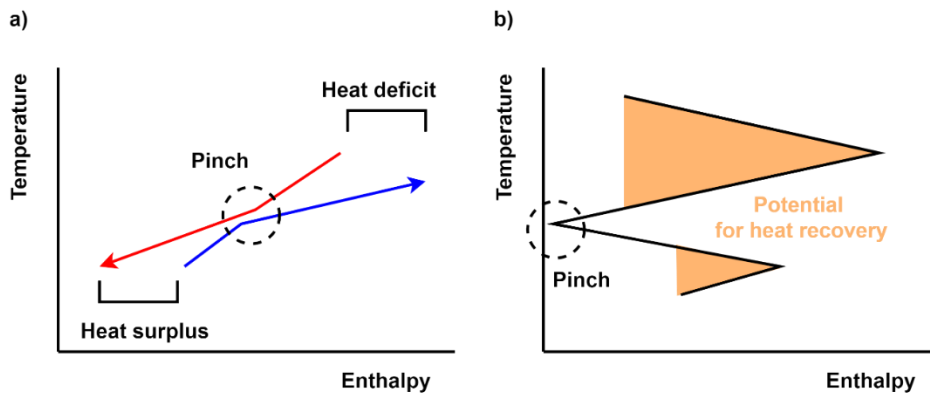 a)
Temperature
Heat deficit
Pinch
Heat surplus
Enthalpy
b)
Temperature
Potential
for heat recovery
Pinch
Enthalpy